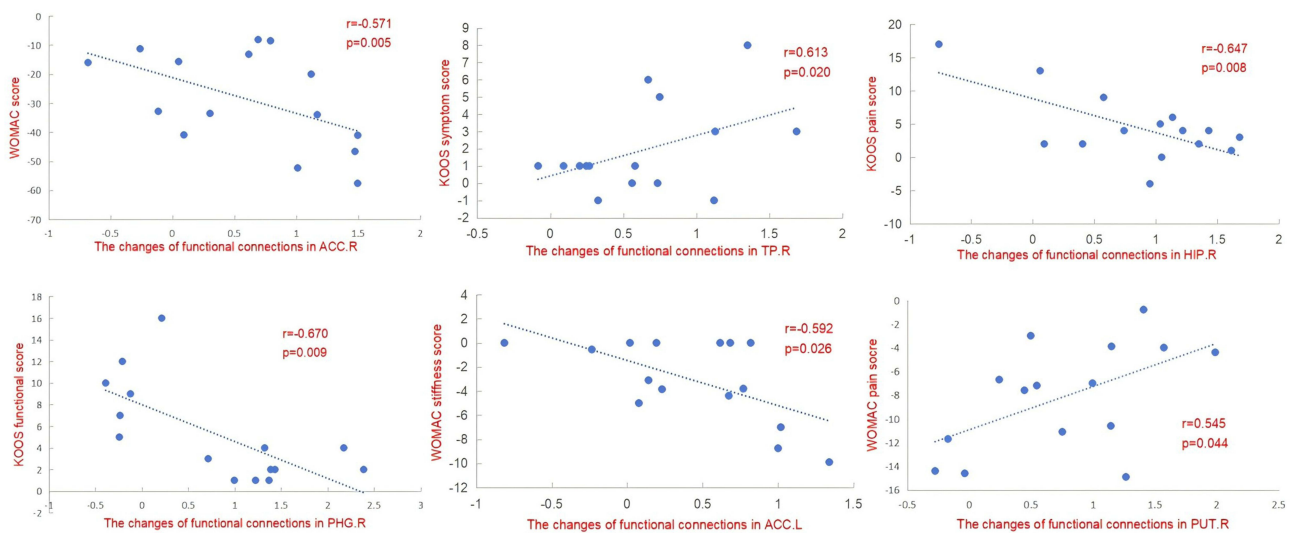 WOMAC score
0
-10
-20
-30
-40
-50
-60
-70
r=-0.571
p=0.005
-1 -0.5 0 0.5 1 1.5 2
The changes of functional connections in ACC.R
KOOS symptom score
9
8
7
6
5
4
3
2
1
0
-1
-2
r=0.613
p=0.020
-0.5 0 0.5 1 1.5 2
The changes of functional connections in TP.R
KOOS pain score
20
15
10
5
0
-5
-10
r=-0.647
p=0.008
-1 -0.5 0 0.5 1 1.5 2
The changes of functional connections in HIP.R
KOOS functional score
18
16
14
12
10
8
6
4
2
0
-2
r=-0.670
p=0.009
-1 -0.5 0 0.5 1 1.5 2 2.5 3
The changes of functional connections in PHG.R
WOMAC stiffness score
4
2
0
-2
-4
-6
-8
-10
-12
r=-0.592
p=0.026
-1 -0.5 0 0.5 1 1.5
The changes of functional connections in ACC.L
WOMAC pain socre
0
-2
-4
-6
-8
-10
-12
-14
-16
r=0.545
p=0.044
-0.5 0 0.5 1 1.5 2 2.5
The changes of functional connections in PUT.R